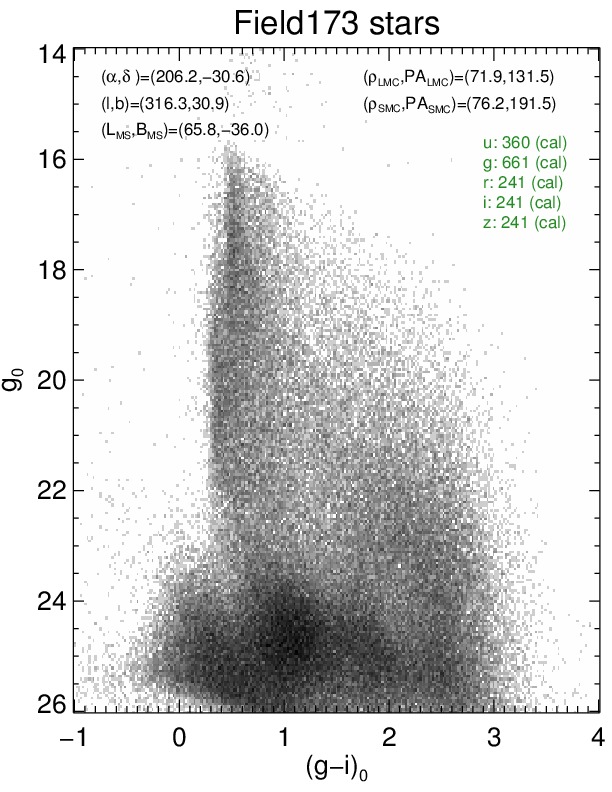 Field173 stars
(α,δ)=(206.2,−30.6)
(ρLMC,PALMC)=(71.9,131.5)
(l,b)=(316.3,30.9)
(ρSMC,PASMC)=(76.2,191.5)
(LMS,BMS)=(65.8,−36.0)
u: 360 (cal)
g: 661 (cal)
r: 241 (cal)
i: 241 (cal)
z: 241 (cal)
14
16
18
20
22
24
26
g0
−1 0 1 2 3 4
(g−i)0